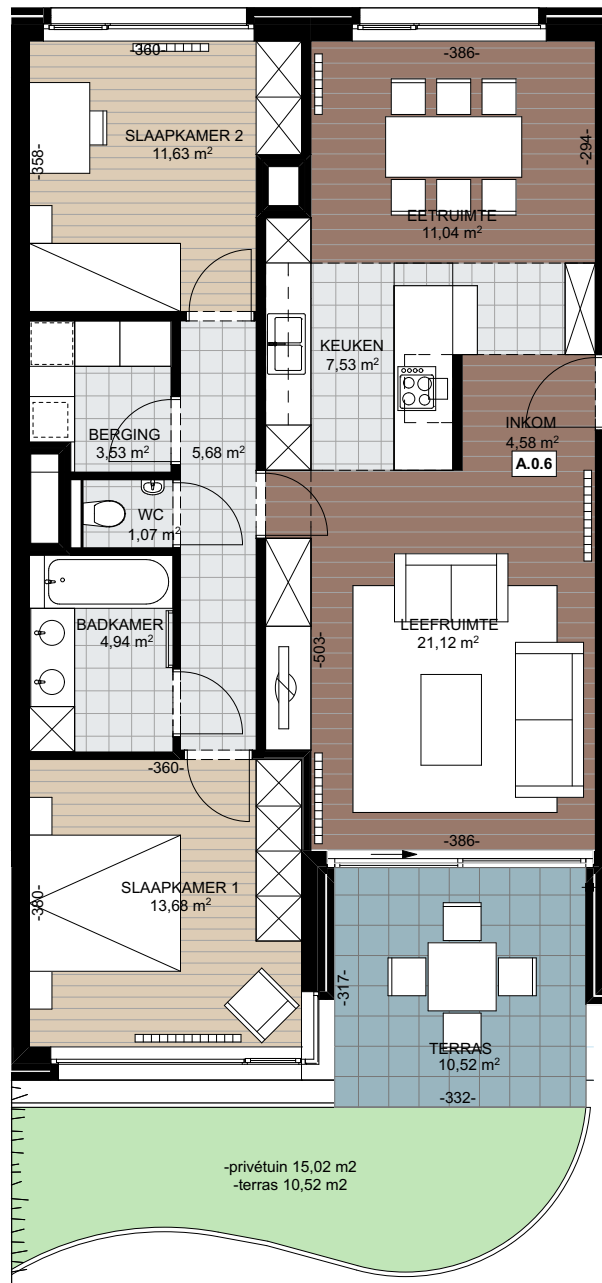 -360-
-386-
SLAAPKAMER 2
11,63 m²
-358-
-294-
EETRUIMTE
11,04 m²
KEUKEN
7,53 m²
INKOM
4,58 m²
A.0.6
BERGING
3,53 m²
5,68 m²
WC
1,07 m²
BADKAMER
4,94 m²
LEEFRUIMTE
21,12 m²
-503-
-360-
-386-
SLAAPKAMER 1
13,68 m²
-380-
-317-
TERRAS
10,52 m²
-332-
-privétuin 15,02 m2
-terras 10,52 m2